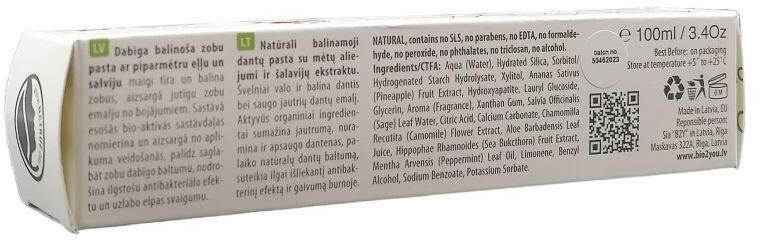 LV Dabīga balinoša zobu
pasta ar piparmētru eļļu un
salviju maigi tīra un balina
zobus, aizsargā jutīgu zobu
emalju no bojājumiem. Sastāvā
esošās bio-aktīvās sastāvdaļas
nomierina un aizsargā no aplikuma
veidošanās, palīdz saglabāt
zobu dabīgo baltumu, nodrošina
ilgstošu antibakteriālo efektu
un uzlabo elpas svaigumu.
LT Natūrali balinamoji
dantų pasta su mėtų aliejumi
ir šalavijų ekstraktu.
Švelniai valo ir balina dantis
bei saugo jautrių dantų emalį.
Aktyvūs organiniai ingredientai
sumažina jautrumą, nuramina
ir apsaugo dantenas, palaiko
natūralų dantų baltumą,
suteikia ilgai išliekantį antibakterinį
efektą ir gaivumą burnoje.
NATURAL, contains no SLS, no parabens, no EDTA, no formaldehyde,
no peroxide, no phthalates, no triclosan, no alcohol.
Ingredients/CTFA: Aqua (Water), Hydrated Silica, Sorbitol/
Hydrogenated Starch Hydrolysate, Xylitol, Ananas Sativus
(Pineapple) Fruit Extract, Hydroxyapatite, Lauryl Glucoside,
Glycerin, Aroma (Fragrance), Xanthan Gum, Salvia Officinalis
(Sage) Leaf Water, Citric Acid, Calcium Carbonate, Chamomilla
Recutita (Camomile) Flower Extract, Aloe Barbadensis Leaf
Juice, Hippophae Rhamnoides (Sea Bukcthorn) Fruit Extract,
Mentha Arvensis (Peppermint) Leaf Oil, Limonene, Benzyl
Alcohol, Sodium Benzoate, Potassium Sorbate.
batch no.
50462023
℮ 100ml / 3.4Oz
Best Before: on packaging
Store at temperature +5° to +25°C
6 M
Made in Latvia, EU
Reponsible person:
Sia "B2Y" in Latvia, Riga
Maskavas 322A, Riga, Latvia
www.bio2you.lv